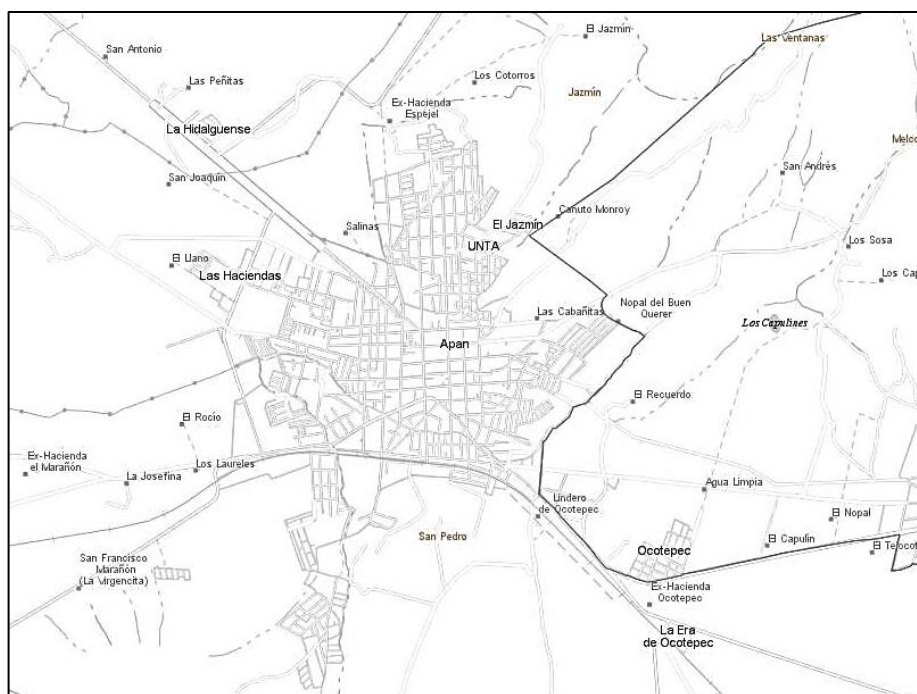 El Jazmín
Las Ventanas
San Antonio
Las Peñitas
Los Cotorros
Jazmín
Ex-Hacienda
Espejel
La Hidalguense
San Andrés
San Joaquín
Canuto Monroy
El Jazmín
Salinas
UNTA
Los Sosa
El Llano
Las Haciendas
Nopal del Buen
Querer
Las Cabañitas
Los Capulines
Apan
El Recuerdo
El Rocío
Ex-Hacienda
el Marañón
Los Laureles
La Josefina
Agua Limpia
Lindero
de Ocotepec
El Nopal
San Pedro
El Capulin
Ocotepec
San Francisco
Marañón
(La Virgencita)
Ex-Hacienda
Ocotepec
La Era
de Ocotepec